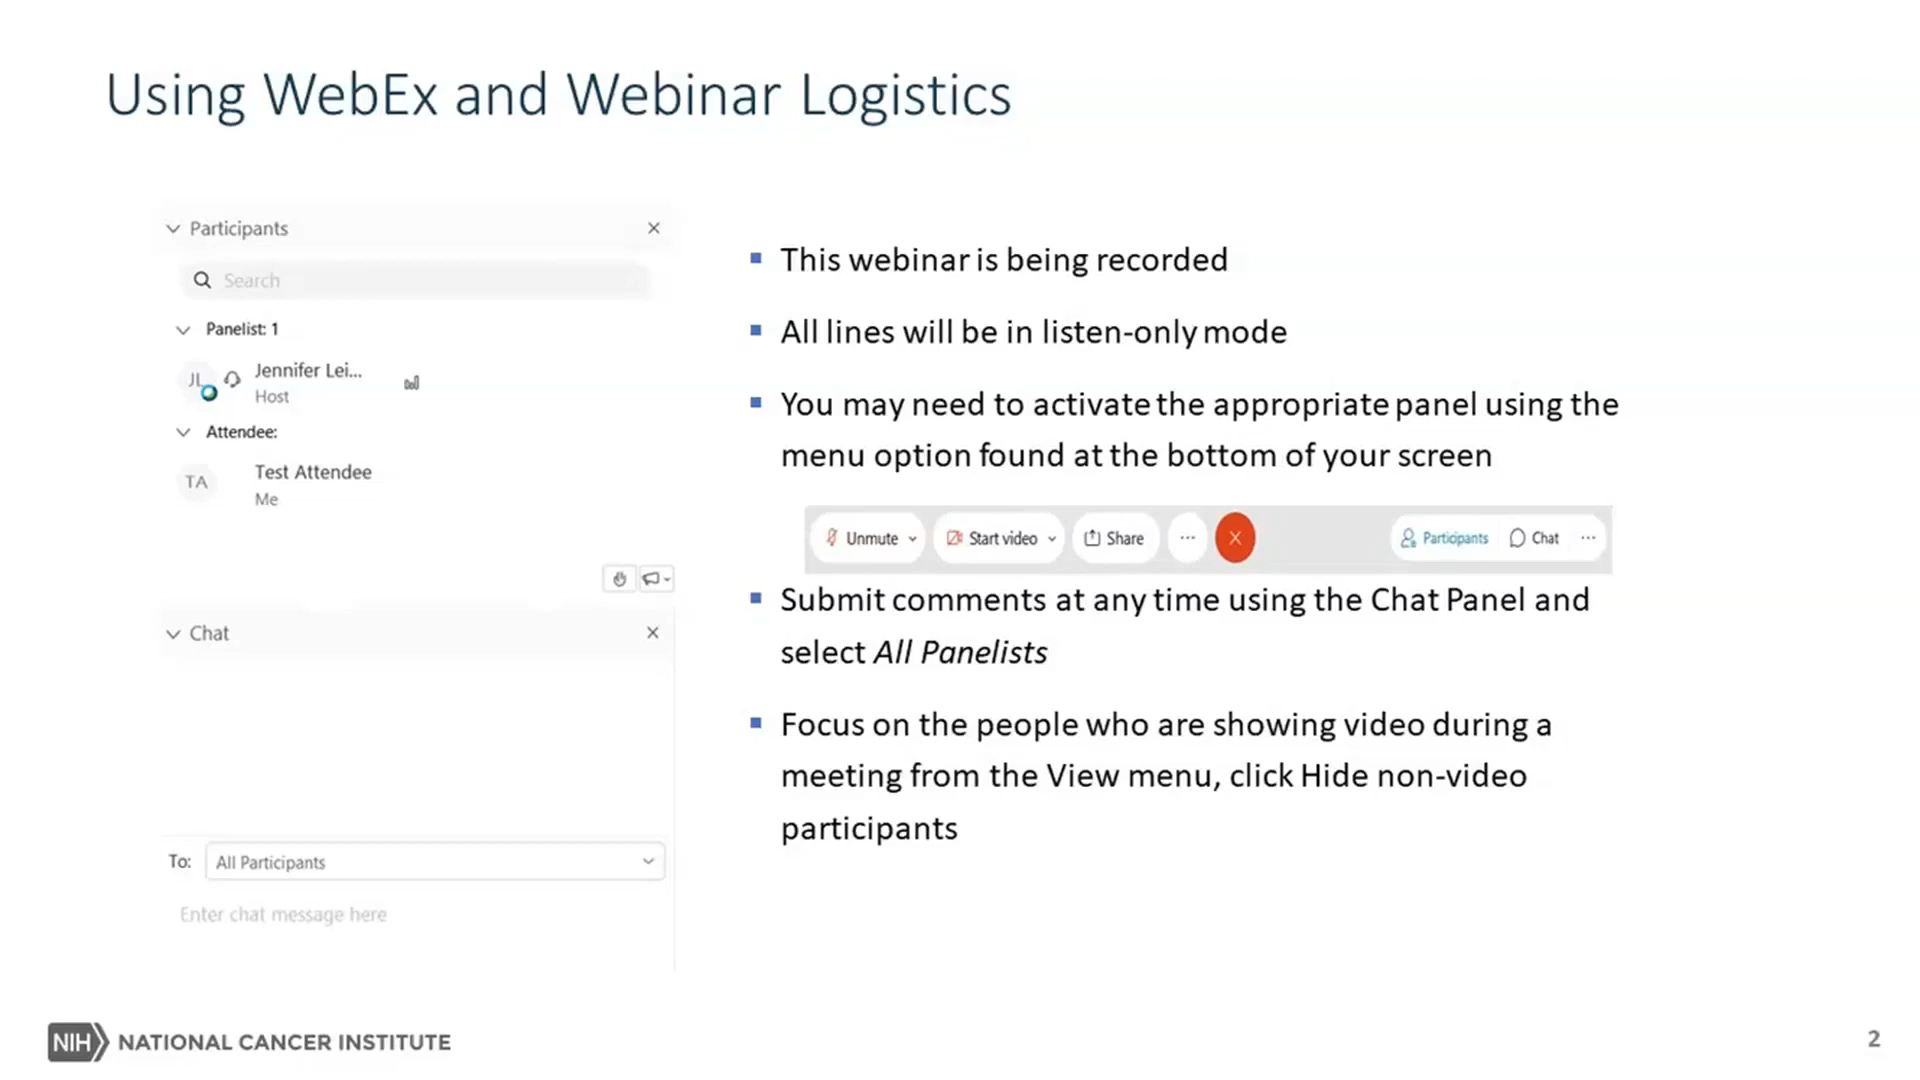 Using WebEx and Webinar Logistics
Participants
Search
Panelist: 1
JL
Jennifer Lei...
Host
Attendee:
TA
Test Attendee
Me
Chat
To: All Participants
Enter chat message here
This webinar is being recorded
All lines will be in listen-only mode
You may need to activate the appropriate panel using the
menu option found at the bottom of your screen
Unmute Start video Share ... X Participants Chat ...
Submit comments at any time using the Chat Panel and
select All Panelists
Focus on the people who are showing video during a
meeting from the View menu, click Hide non-video
participants
NIH NATIONAL CANCER INSTITUTE
2